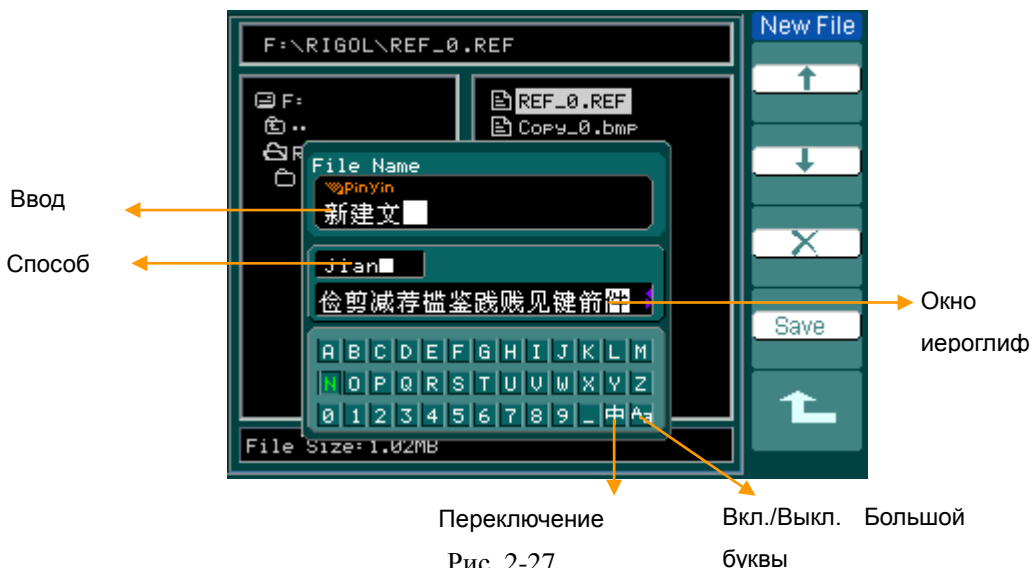 New File
F:\RIGOL\REF_0.REF
F:
REF_0.REF
..
Copy_0.bmp
R
File Name
PinYin
Ввод
新建文
Способ
jian
俭剪减荐槛鉴践贱见键箭件
Окно
иероглиф
Save
A B C D E F G H I J K L M
N O P Q R S T U V W X Y Z
0 1 2 3 4 5 6 7 8 9 _ 中 Aa
File Size:1.02MB
Переключение
Вкл./Выкл. Большой
буквы
Рис. 2-27